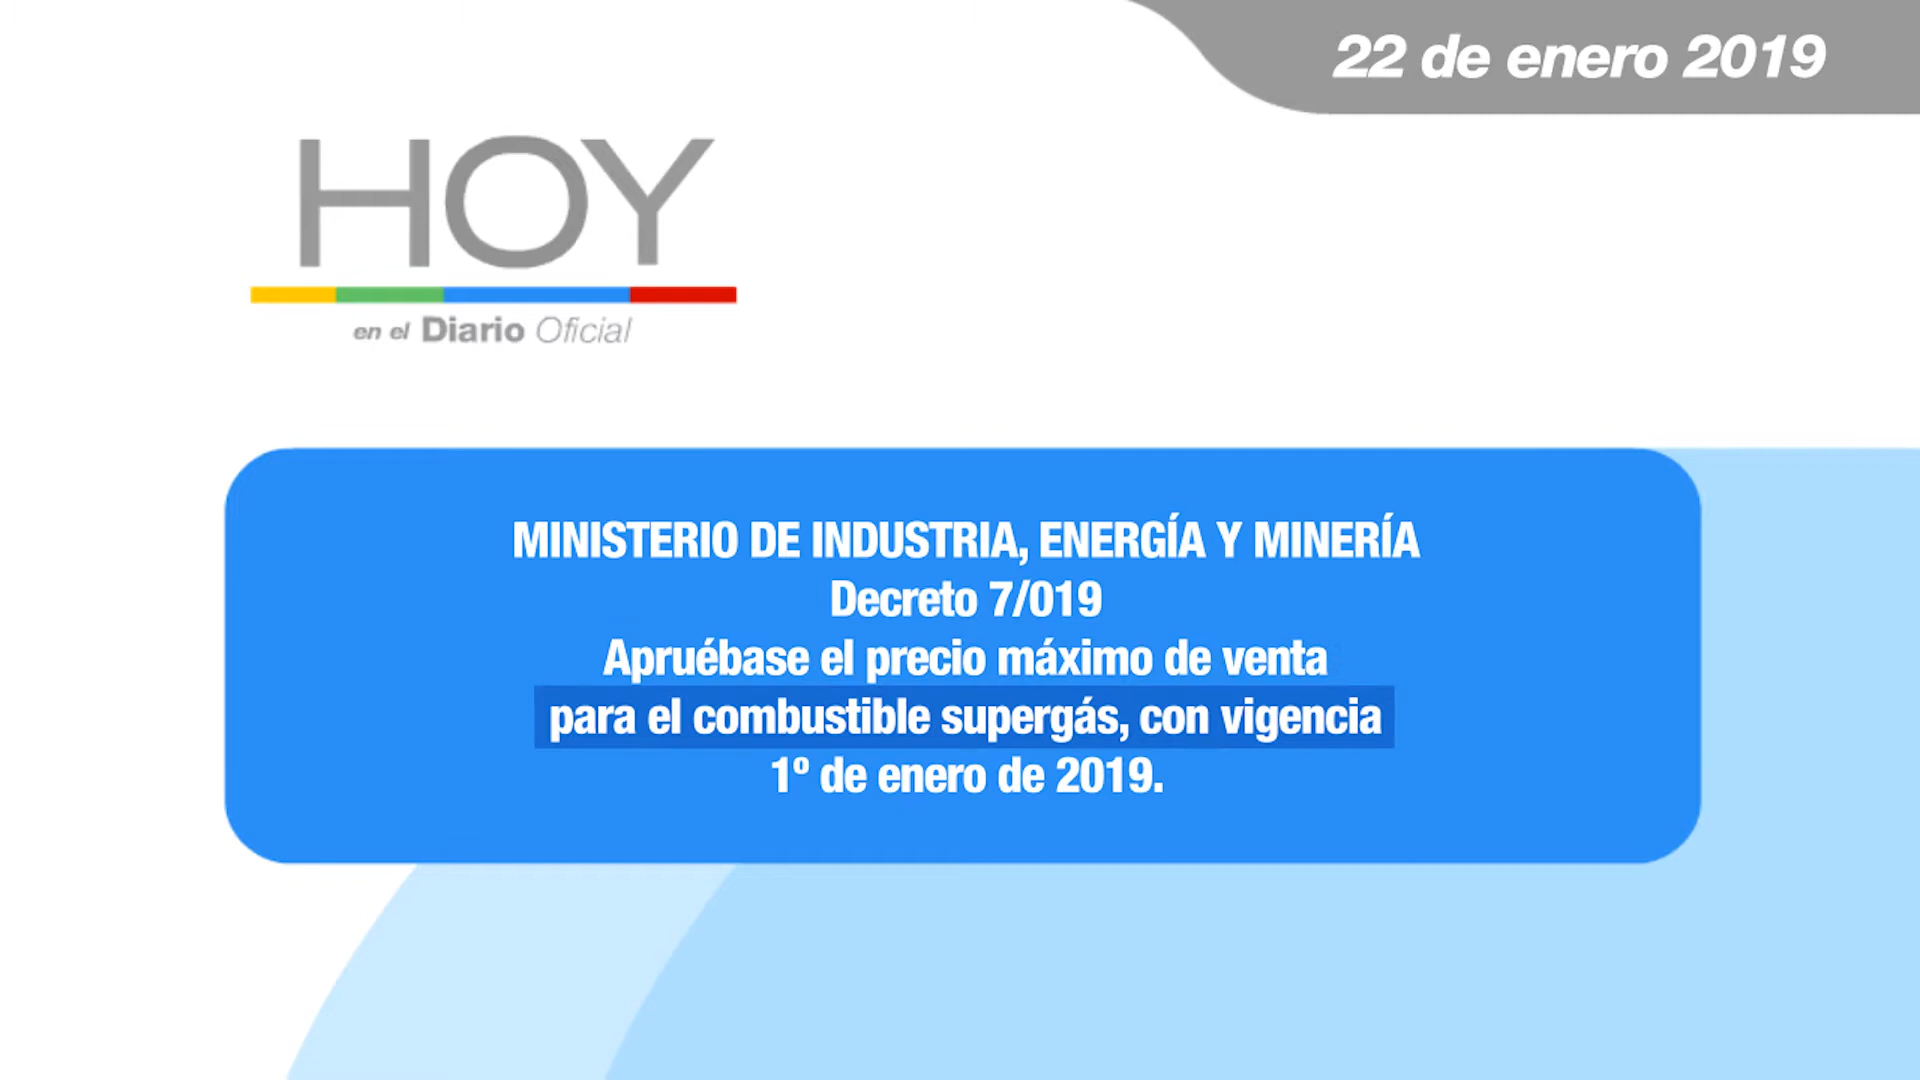 22 de enero 2019
HOY
en el Diario Oficial
MINISTERIO DE INDUSTRIA, ENERGÍA Y MINERÍA
Decreto 7/019
Apruébase el precio máximo de venta
para el combustible supergás, con vigencia
1º de enero de 2019.